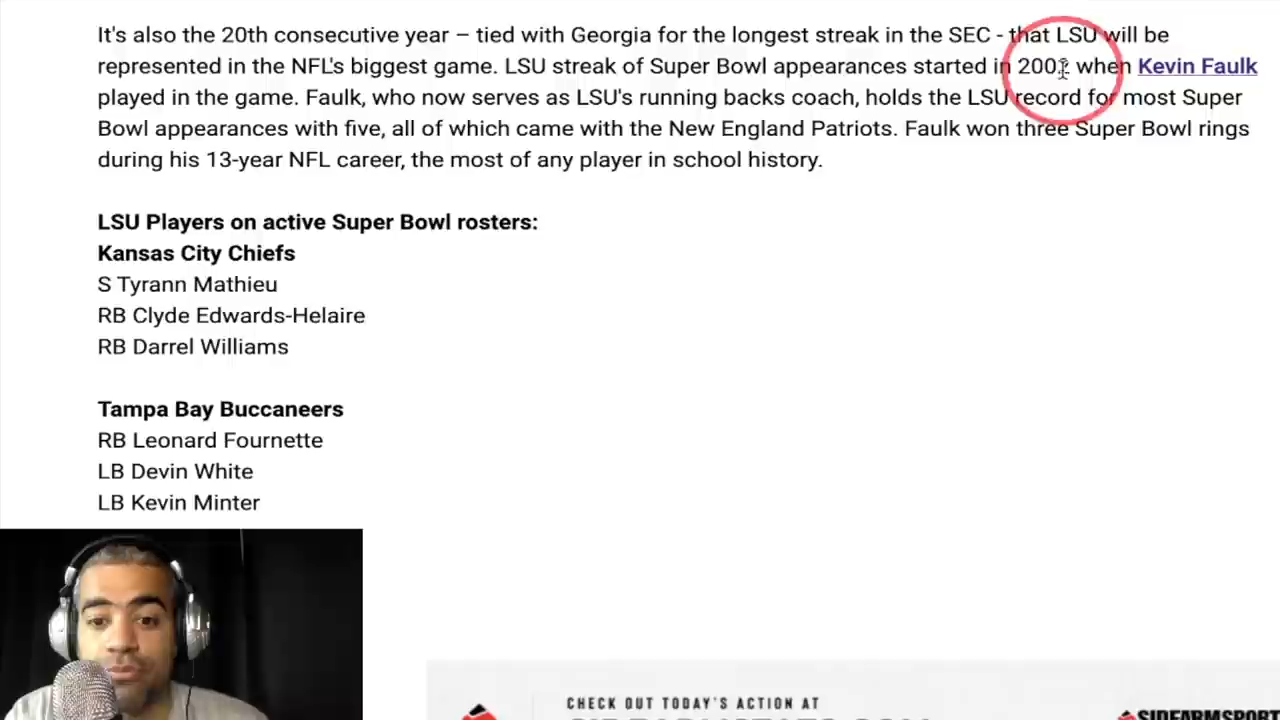 It's also the 20th consecutive year – tied with Georgia for the longest streak in the SEC - that LSU will be
represented in the NFL's biggest game. LSU streak of Super Bowl appearances started in 2002 when Kevin Faulk
played in the game. Faulk, who now serves as LSU's running backs coach, holds the LSU record for most Super
Bowl appearances with five, all of which came with the New England Patriots. Faulk won three Super Bowl rings
during his 13-year NFL career, the most of any player in school history.
LSU Players on active Super Bowl rosters:
Kansas City Chiefs
S Tyrann Mathieu
RB Clyde Edwards-Helaire
RB Darrel Williams
Tampa Bay Buccaneers
RB Leonard Fournette
LB Devin White
LB Kevin Minter
CHECK OUT TODAY'S ACTION AT